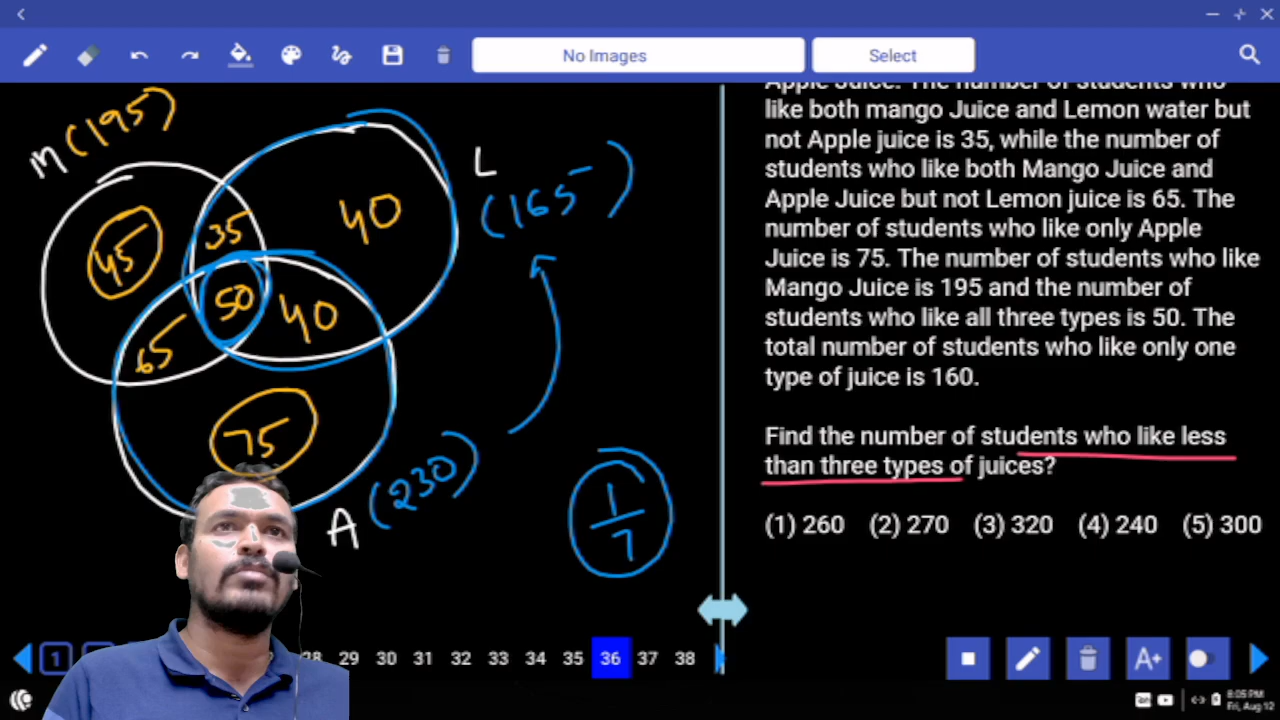 No Images
Select
M (195)
L
(165)
45
35
40
50
40
65
75
A (230)
1
7
Apple Juice. The number of students who
like both mango Juice and Lemon water but
not Apple juice is 35, while the number of
students who like both Mango Juice and
Apple Juice but not Lemon juice is 65. The
number of students who like only Apple
Juice is 75. The number of students who like
Mango Juice is 195 and the number of
students who like all three types is 50. The
total number of students who like only one
type of juice is 160.
Find the number of students who like less
than three types of juices?
(1) 260 (2) 270 (3) 320 (4) 240 (5) 300
1 28 29 30 31 32 33 34 35 36 37 38
A+
8:05 PM
Fri, Aug 12